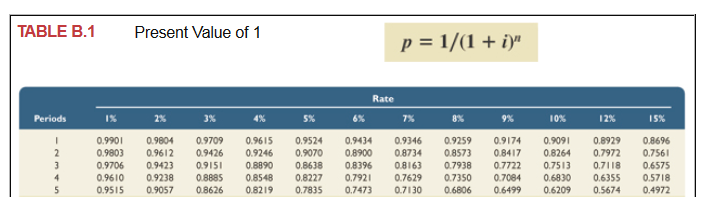 TABLE B.1 Present Value of 1
p = 1/(1 + i)ⁿ
Rate
Periods 1% 2% 3% 4% 5% 6% 7% 8% 9% 10% 12% 15%
1 0.9901 0.9804 0.9709 0.9615 0.9524 0.9434 0.9346 0.9259 0.9174 0.9091 0.8929 0.8696
2 0.9803 0.9612 0.9426 0.9246 0.9070 0.8900 0.8734 0.8573 0.8417 0.8264 0.7972 0.7561
3 0.9706 0.9423 0.9151 0.8890 0.8638 0.8396 0.8163 0.7938 0.7722 0.7513 0.7118 0.6575
4 0.9610 0.9238 0.8885 0.8548 0.8227 0.7921 0.7629 0.7350 0.7084 0.6830 0.6355 0.5718
5 0.9515 0.9057 0.8626 0.8219 0.7835 0.7473 0.7130 0.6806 0.6499 0.6209 0.5674 0.4972